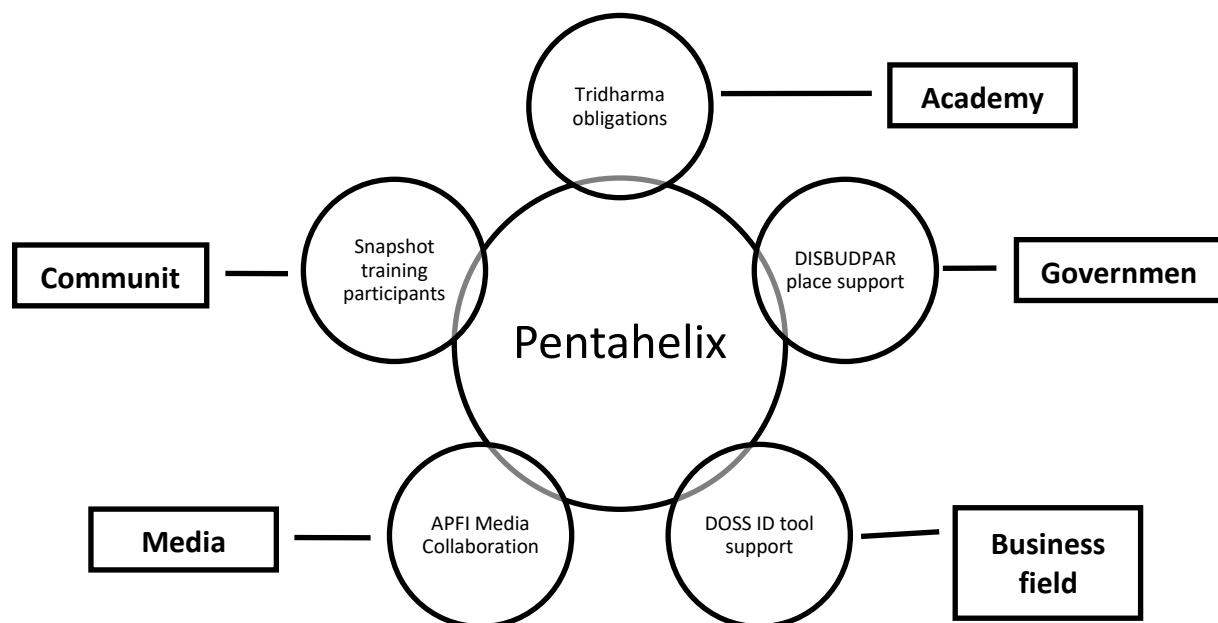 Tridharma
obligations
Academy
DISBUDPAR
place support
Governmen
DOSS ID tool
support
Business
field
APFI Media
Collaboration
Media
Snapshot
training
participants
Communit
Pentahelix